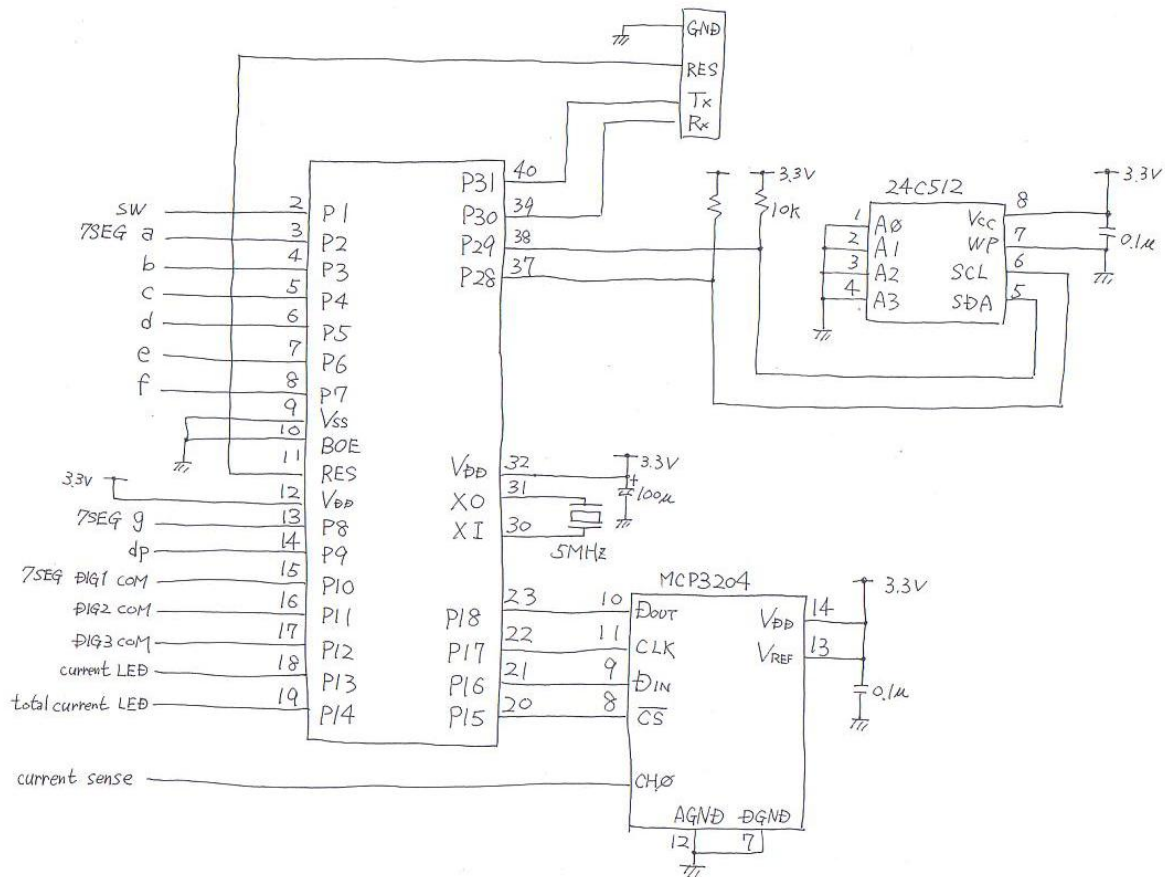 GND
RES
Tx
Rx
P31 40
P30 39
P29 38
P28 37
3.3V
10K
24C512
3.3V
0.1μ
1 A0
2 A1
3 A2
4 A3
Vcc 8
WP 7
SCL 6
SDA 5
SW 2 P1
7SEG a 3 P2
b 4 P3
c 5 P4
d 6 P5
e 7 P6
f 8 P7
9 Vss
10 BOE
11 RES
3.3V 12 VDD
7SEG g 13 P8
dp 14 P9
7SEG DIG1 COM 15 P10
DIG2 COM 16 P11
DIG3 COM 17 P12
current LED 18 P13
total current LED 19 P14
VDD 32
XO 31
XI 30
3.3V
+
100μ
5MHz
P18 23
P17 22
P16 21
P15 20
MCP3204
10 DOUT
11 CLK
9 DIN
8 CS
VDD 14
VREF 13
3.3V
0.1μ
current sense
CH0
AGND DGND
12 7